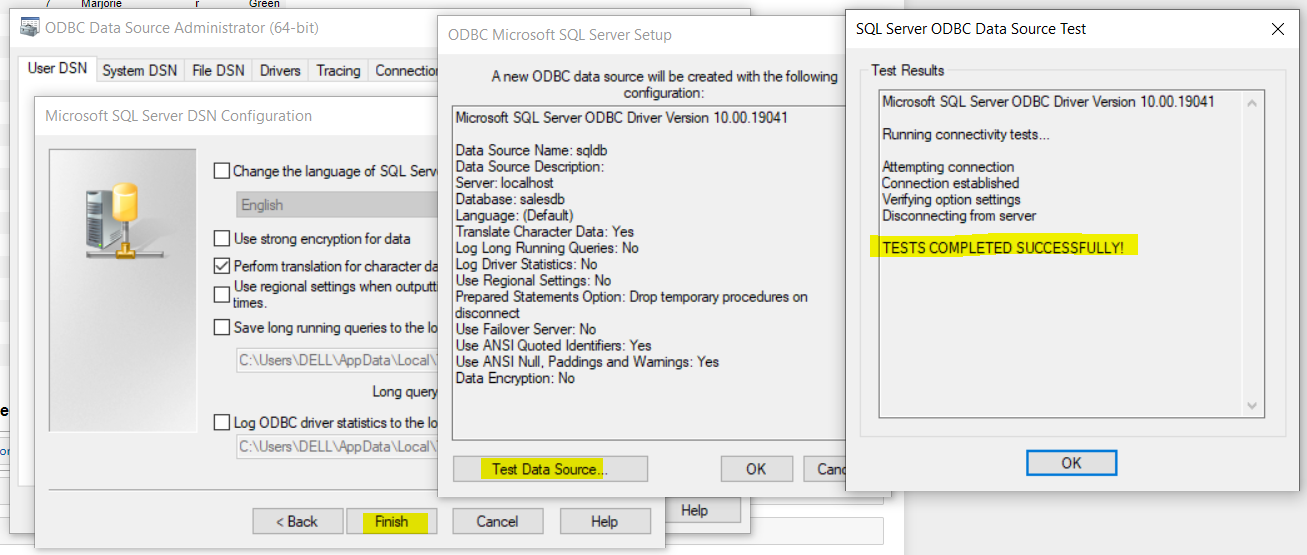 7 Marjorie r Green
ODBC Data Source Administrator (64-bit)
User DSN System DSN File DSN Drivers Tracing Connection
Microsoft SQL Server DSN Configuration
Change the language of SQL Serv
English
Use strong encryption for data
Perform translation for character da
Use regional settings when outputt
times.
Save long running queries to the lo
C:\Users\DELL\AppData\Local\
Long query
Log ODBC driver statistics to the lo
C:\Users\DELL\AppData\Local\
< Back Finish Cancel Help
Help
ODBC Microsoft SQL Server Setup
A new ODBC data source will be created with the following
configuration:
Microsoft SQL Server ODBC Driver Version 10.00.19041
Data Source Name: sqldb
Data Source Description:
Server: localhost
Database: salesdb
Language: (Default)
Translate Character Data: Yes
Log Long Running Queries: No
Log Driver Statistics: No
Use Regional Settings: No
Prepared Statements Option: Drop temporary procedures on
disconnect
Use Failover Server: No
Use ANSI Quoted Identifiers: Yes
Use ANSI Null, Paddings and Warnings: Yes
Data Encryption: No
Test Data Source... OK Canc
SQL Server ODBC Data Source Test
Test Results
Microsoft SQL Server ODBC Driver Version 10.00.19041
Running connectivity tests...
Attempting connection
Connection established
Verifying option settings
Disconnecting from server
TESTS COMPLETED SUCCESSFULLY!
OK